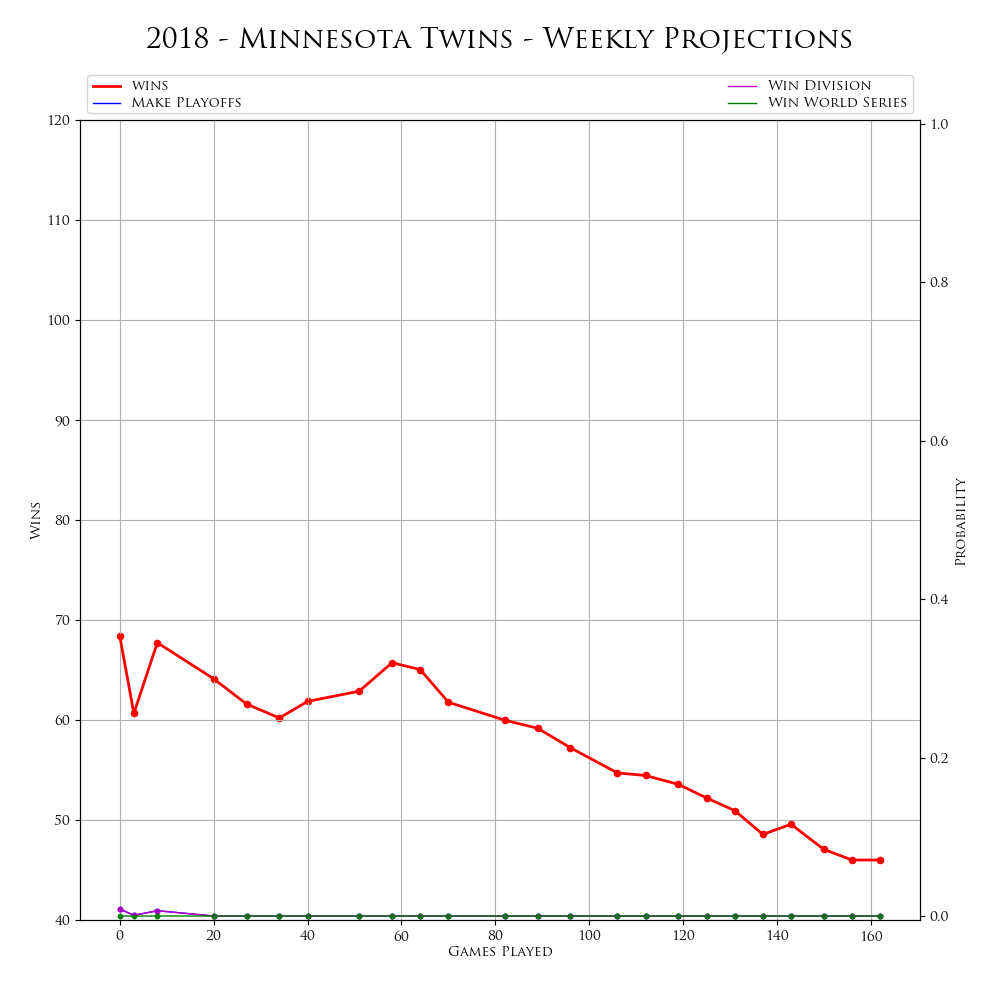 2018 - Minnesota Twins - Weekly Projections
wins
Make Playoffs
Win Division
Win World Series
120
110
100
90
80
70
60
50
40
Wins
1.0
0.8
0.6
0.4
0.2
0.0
Probability
0 20 40 60 80 100 120 140 160
Games Played